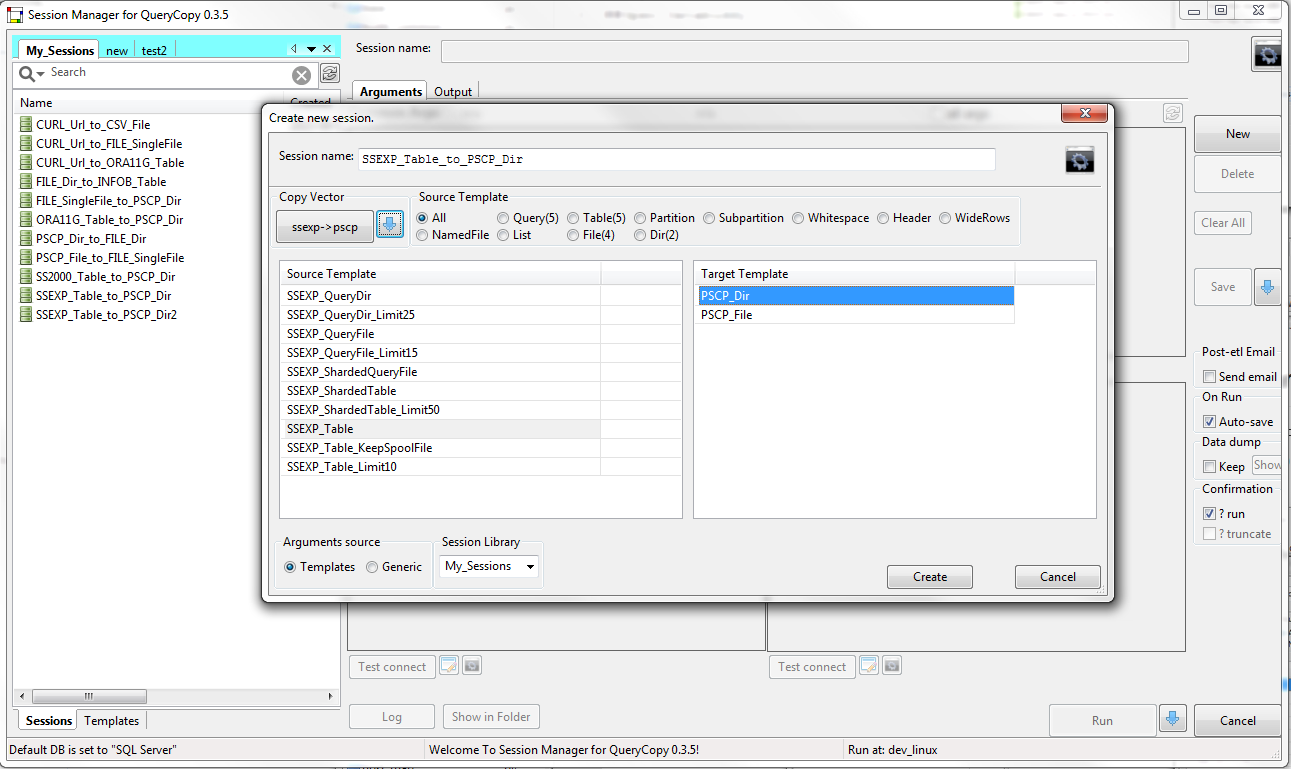 Session Manager for QueryCopy 0.3.5
My_Sessions new test2
Search
Name Created
CURL_Url_to_CSV_File
CURL_Url_to_FILE_SingleFile
CURL_Url_to_ORA11G_Table
FILE_Dir_to_INFOB_Table
FILE_SingleFile_to_PSCP_Dir
ORA11G_Table_to_PSCP_Dir
PSCP_Dir_to_FILE_Dir
PSCP_File_to_FILE_SingleFile
SS2000_Table_to_PSCP_Dir
SSEXP_Table_to_PSCP_Dir
SSEXP_Table_to_PSCP_Dir2
Sessions Templates
Session name:
Arguments Output
Create new session.
Session name: SSEXP_Table_to_PSCP_Dir
Copy Vector
ssexp->pscp
Source Template
All Query(5) Table(5) Partition Subpartition Whitespace Header WideRows
NamedFile List File(4) Dir(2)
Source Template
SSEXP_QueryDir
SSEXP_QueryDir_Limit25
SSEXP_QueryFile
SSEXP_QueryFile_Limit15
SSEXP_ShardedQueryFile
SSEXP_ShardedTable
SSEXP_ShardedTable_Limit50
SSEXP_Table
SSEXP_Table_KeepSpoolFile
SSEXP_Table_Limit10
Target Template
PSCP_Dir
PSCP_File
Arguments source
Templates Generic
Session Library
My_Sessions
Create Cancel
New
Delete
Clear All
Save
Post-etl Email
Send email
On Run
Auto-save
Data dump
Keep Show
Confirmation
? run
? truncate
Test connect Test connect
Log Show in Folder Run Cancel
Default DB is set to "SQL Server" Welcome To Session Manager for QueryCopy 0.3.5! Run at: dev_linux